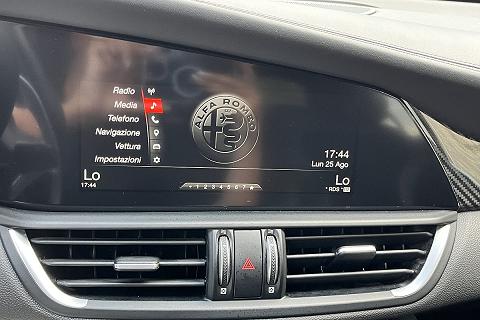 Radio
Media
Telefono
Navigazione
Vettura
Impostazioni
ALFA ROMEO
17:44
Lun 25 Ago
Lo
17:44
1 2 3 4 5 6 7
Lo
RDS